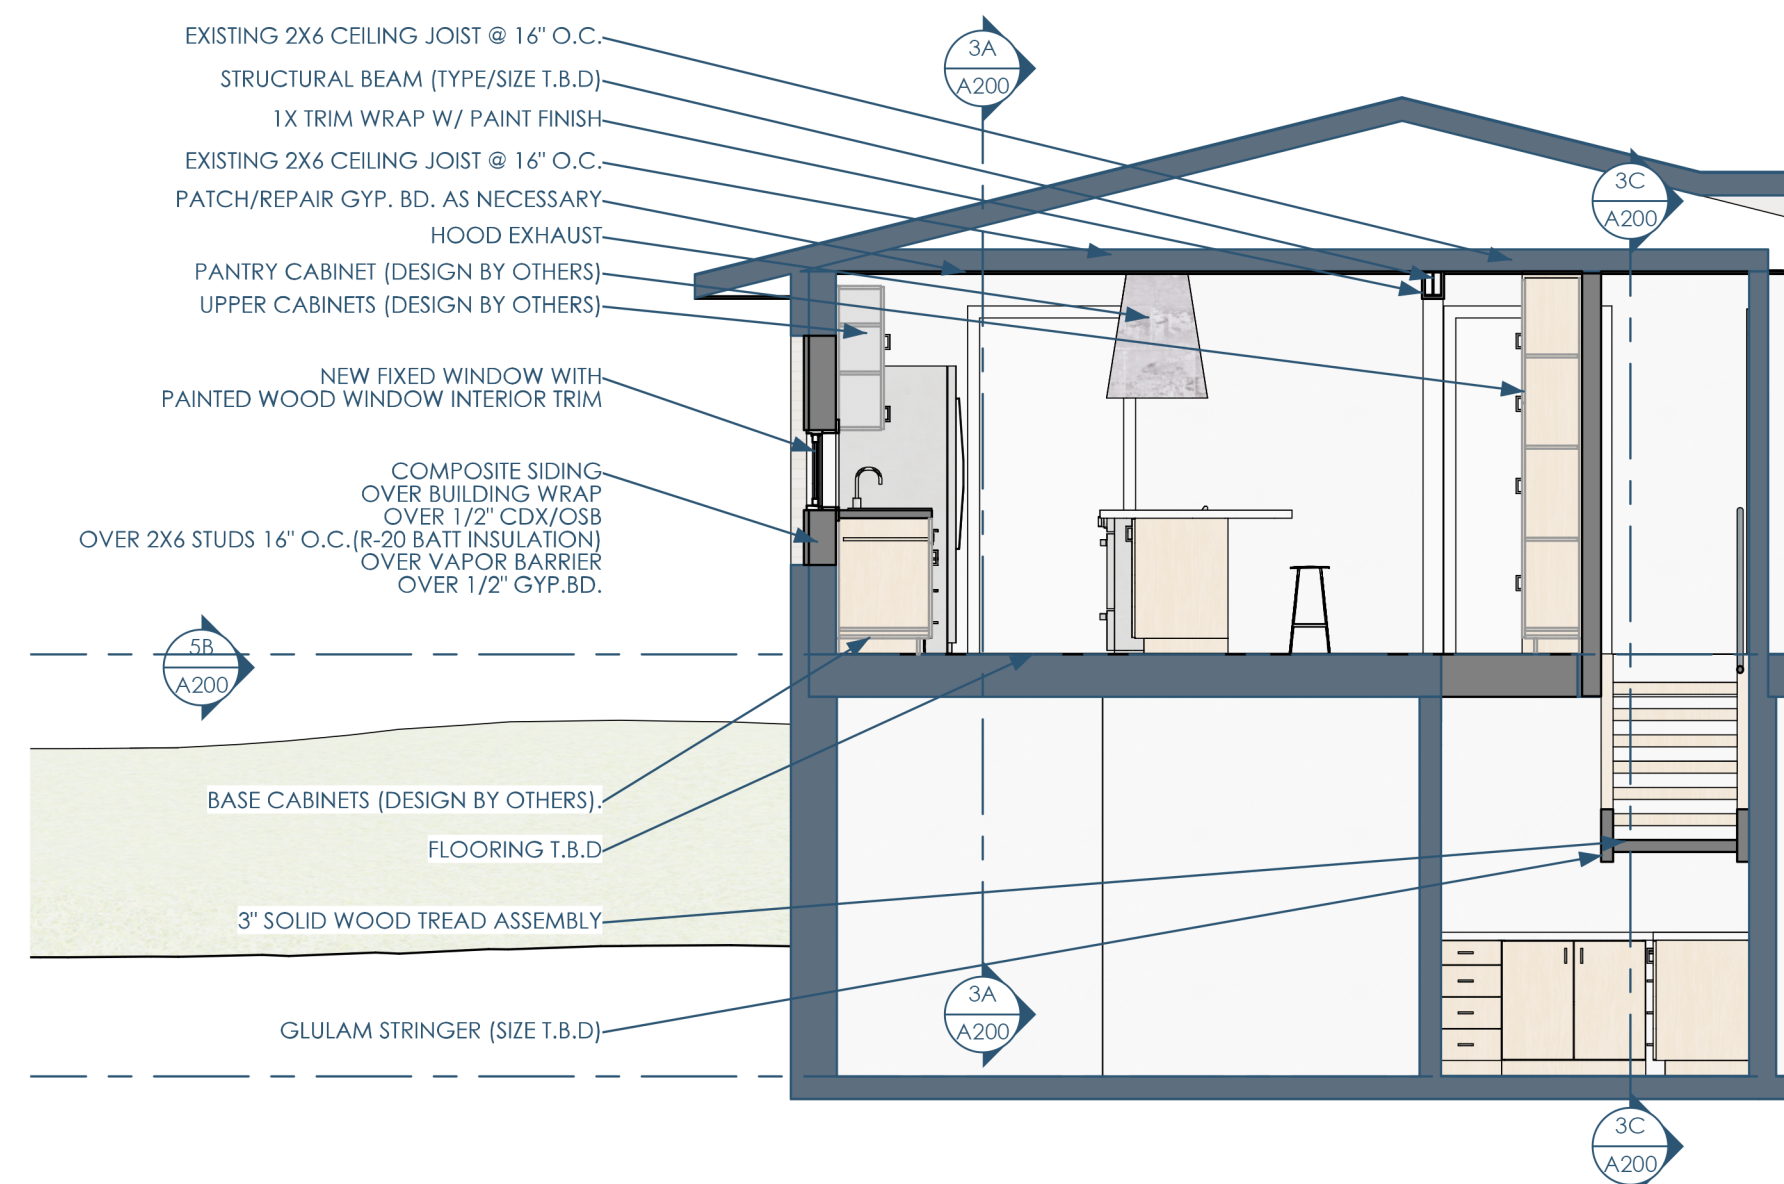 EXISTING 2X6 CEILING JOIST @ 16" O.C.
STRUCTURAL BEAM (TYPE/SIZE T.B.D)
1X TRIM WRAP W/ PAINT FINISH
EXISTING 2X6 CEILING JOIST @ 16" O.C.
PATCH/REPAIR GYP. BD. AS NECESSARY
HOOD EXHAUST
PANTRY CABINET (DESIGN BY OTHERS)
UPPER CABINETS (DESIGN BY OTHERS)
NEW FIXED WINDOW WITH
PAINTED WOOD WINDOW INTERIOR TRIM
COMPOSITE SIDING
OVER BUILDING WRAP
OVER 1/2" CDX/OSB
OVER 2X6 STUDS 16" O.C.(R-20 BATT INSULATION)
OVER VAPOR BARRIER
OVER 1/2" GYP.BD.
BASE CABINETS (DESIGN BY OTHERS).
FLOORING T.B.D
3" SOLID WOOD TREAD ASSEMBLY
GLULAM STRINGER (SIZE T.B.D)
3A
A200
3C
A200
5B
A200
3A
A200
3C
A200